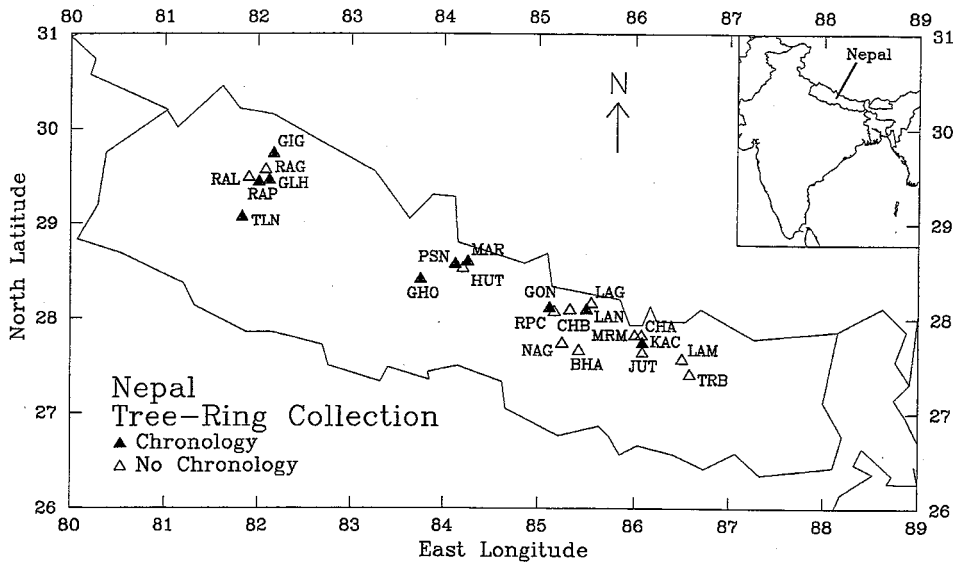 80 81 82 83 84 85 86 87 88 89
31 31
Nepal
N
30 30
GIG
RAG
RAL
GLH
RAP
TLN
29 29
PSN MAR
HUT
GHO
GON LAG
28 28
RPC CHB LAN
MRM CHA
KAC
NAG BHA JUT LAM
TRB
27 27
Nepal
Tree-Ring Collection
Chronology
No Chronology
26 26
80 81 82 83 84 85 86 87 88 89
East Longitude
North Latitude